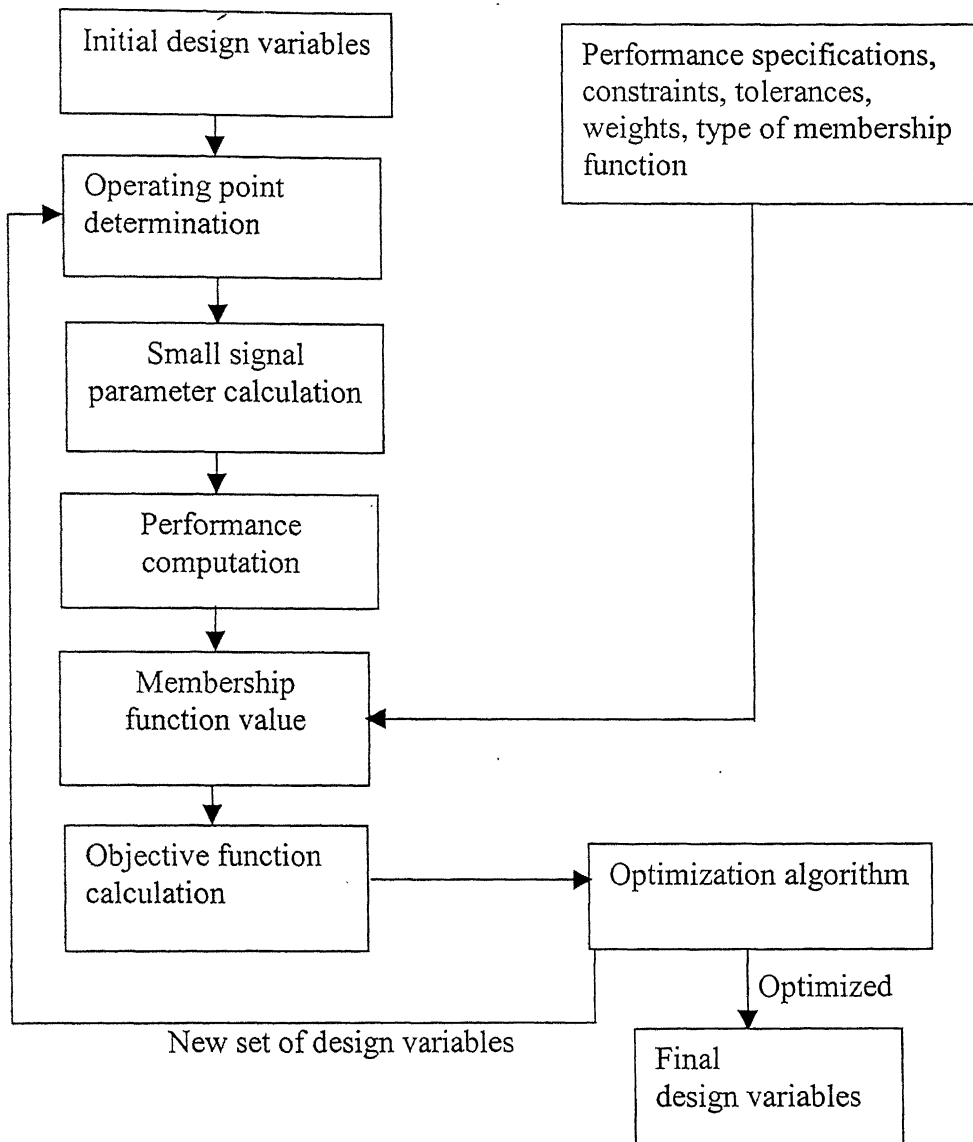 Initial design variables
Performance specifications,
constraints, tolerances,
weights, type of membership
function
Operating point
determination
Small signal
parameter calculation
Performance
computation
Membership
function value
Objective function
calculation
Optimization algorithm
Optimized
New set of design variables
Final
design variables